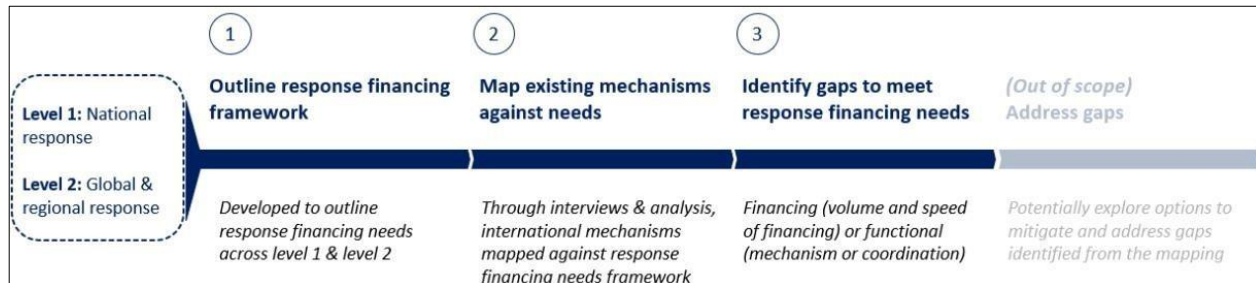 1
2
3
Outline response financing
framework
Map existing mechanisms
against needs
Identify gaps to meet
response financing needs
(Out of scope)
Address gaps
Level 1: National
response
Level 2: Global &
regional response
Developed to outline
response financing needs
across level 1 & level 2
Through interviews & analysis,
international mechanisms
mapped against response
financing needs framework
Financing (volume and speed
of financing) or functional
(mechanism or coordination)
Potentially explore options to
mitigate and address gaps
identified from the mapping